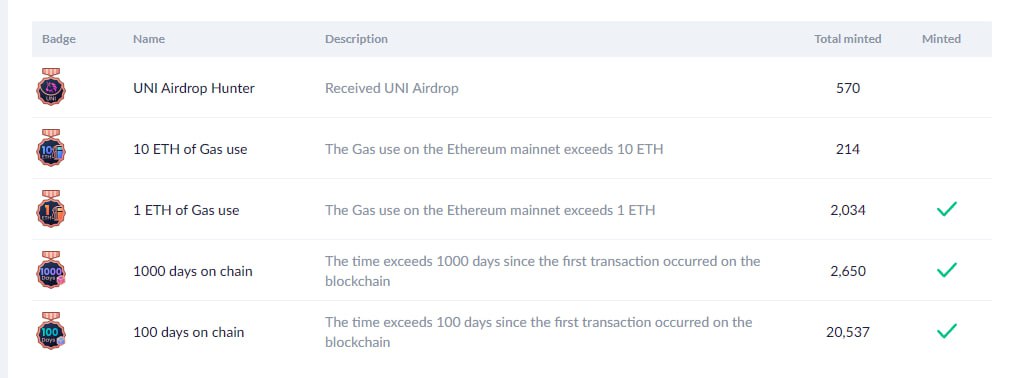 Badge Name Description Total minted Minted
UNI
UNI Airdrop Hunter Received UNI Airdrop 570
10
ETH
10 ETH of Gas use The Gas use on the Ethereum mainnet exceeds 10 ETH 214
1
ETH
1 ETH of Gas use The Gas use on the Ethereum mainnet exceeds 1 ETH 2,034
1000
Days
1000 days on chain The time exceeds 1000 days since the first transaction occurred on the
blockchain 2,650
100
Days
100 days on chain The time exceeds 100 days since the first transaction occurred on the
blockchain 20,537